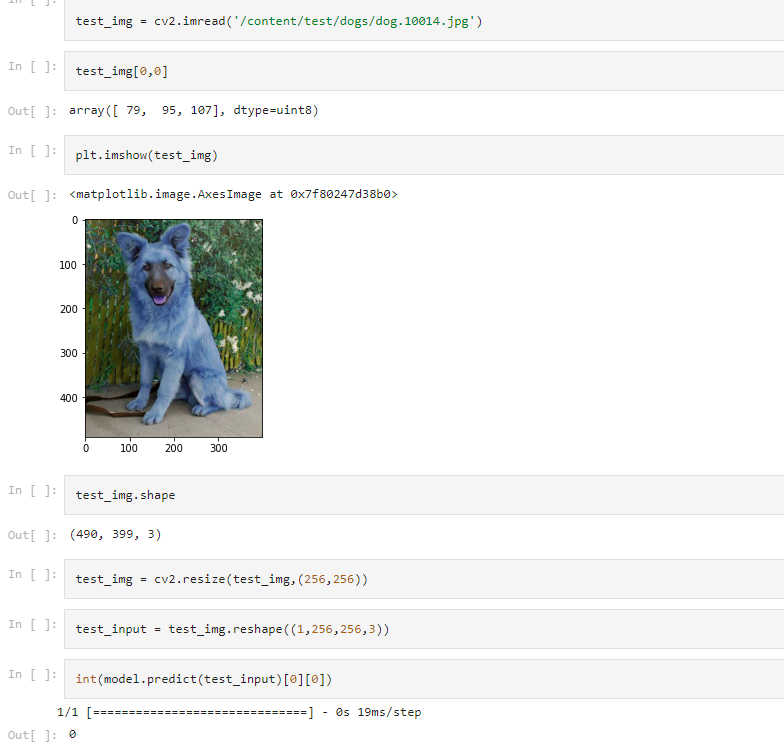 In [ ]:
test_img = cv2.imread('/content/test/dogs/dog.10014.jpg')
In [ ]:
test_img[0,0]
Out[ ]:
array([ 79,  95, 107], dtype=uint8)
In [ ]:
plt.imshow(test_img)
Out[ ]:
<matplotlib.image.AxesImage at 0x7f80247d38b0>
0
100
200
300
400
0 100 200 300
In [ ]:
test_img.shape
Out[ ]:
(490, 399, 3)
In [ ]:
test_img = cv2.resize(test_img,(256,256))
In [ ]:
test_input = test_img.reshape((1,256,256,3))
In [ ]:
int(model.predict(test_input)[0][0])
1/1 [==============================] - 0s 19ms/step
Out[ ]:
0